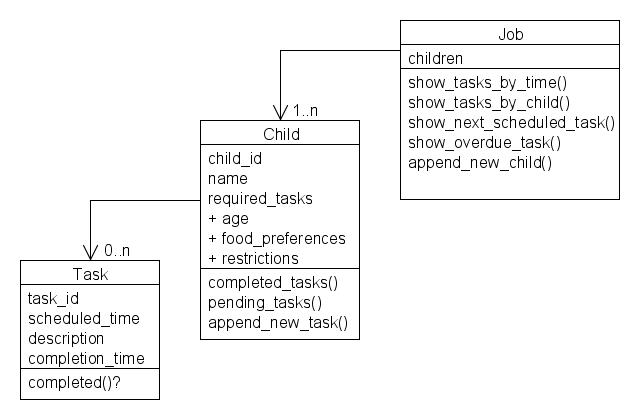 Job
children
show_tasks_by_time()
show_tasks_by_child()
show_next_scheduled_task()
show_overdue_task()
append_new_child()
1..n
Child
child_id
name
required_tasks
+ age
+ food_preferences
+ restrictions
completed_tasks()
pending_tasks()
append_new_task()
0..n
Task
task_id
scheduled_time
description
completion_time
completed()?